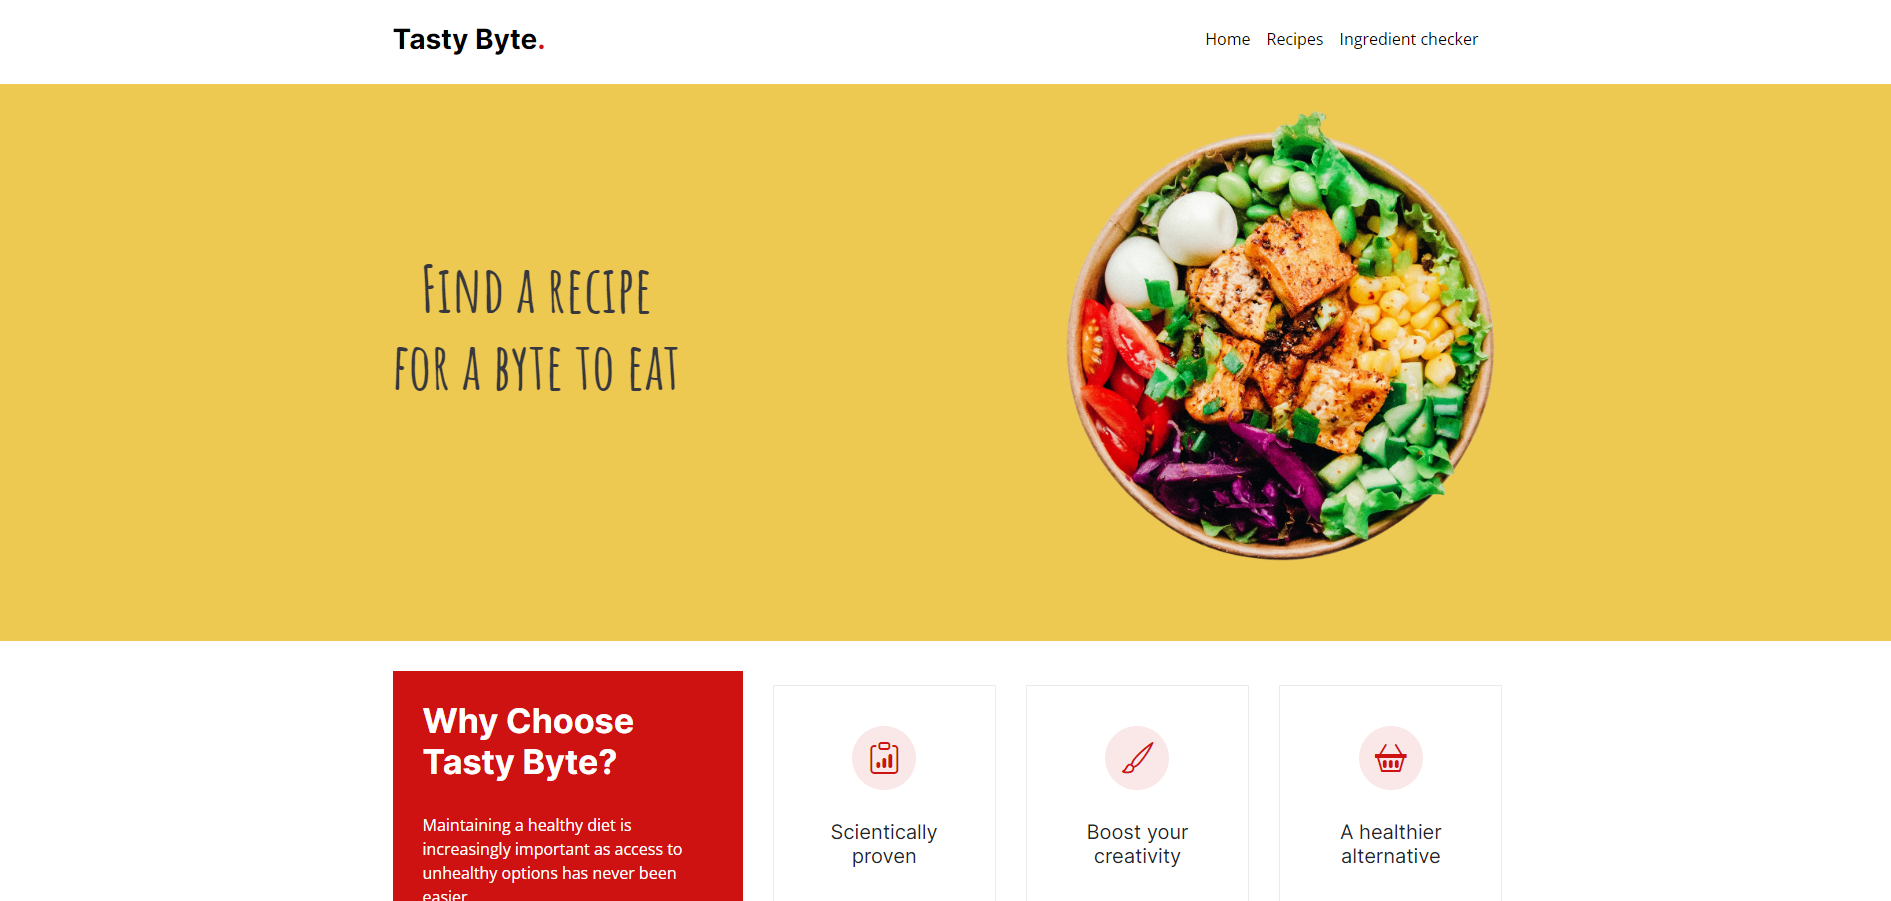 Tasty Byte.
Home Recipes Ingredient checker
Find a recipe
for a byte to eat
Why Choose
Tasty Byte?
Maintaining a healthy diet is
increasingly important as access to
unhealthy options has never been
easier
Scientically
proven
Boost your
creativity
A healthier
alternative